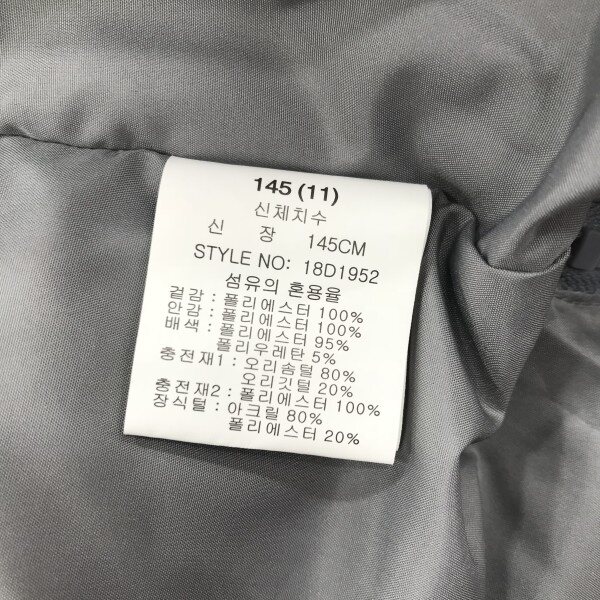 145 (11)
신체치수
신 장 145CM
STYLE NO: 18D1952
섬유의 혼용율
겉감 : 폴리에스터 100%
안감 : 폴리에스터 100%
배색 : 폴리에스터 95%
폴리우레탄 5%
충전재1 : 오리솜털 80%
오리깃털 20%
충전재2 : 폴리에스터 100%
장식털 : 아크릴 80%
폴리에스터 20%